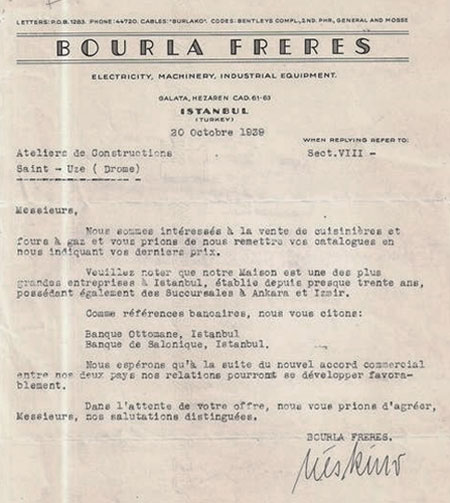 LETTERS: P.O.B. 1283. PHONE: 44720. CABLES: "BURLAKO". CODES: BENTLEYS COMPL., 2ND. PHR., GENERAL AND MOSSE
BOURLA FRERES
ELECTRICITY, MACHINERY, INDUSTRIAL EQUIPMENT.
GALATA, HEZAREN CAD. 61-63
ISTANBUL
(TURKEY)
20 Octobre 1939
WHEN REPLYING REFER TO:
Ateliers de Constructions
Sect.VIII -
Saint - Uze ( Drome)
Messieurs,
Nous sommes intéressés à la vente de cuisinières et
fours à gaz et vous prions de nous remettre vos catalogues en
nous indiquant vos derniers prix.
Veuillez noter que notre Maison est une des plus
grandes entreprises à Istanbul, établie depuis presque trente ans,
possédant également des Succursales à Ankara et Izmir.
Comme références bancaires, nous vous citons:
Banque Ottomane, Istanbul
Banque de Salonique, Istanbul.
Nous espérons qu'à la suite du nouvel accord commercial
entre nos deux pays nos relations pourront se développer favora-
blement.
Dans l'attente de votre offre, nous vous prions d'agréer,
Messieurs, nos salutations distinguées.
BOURLA FRERES.